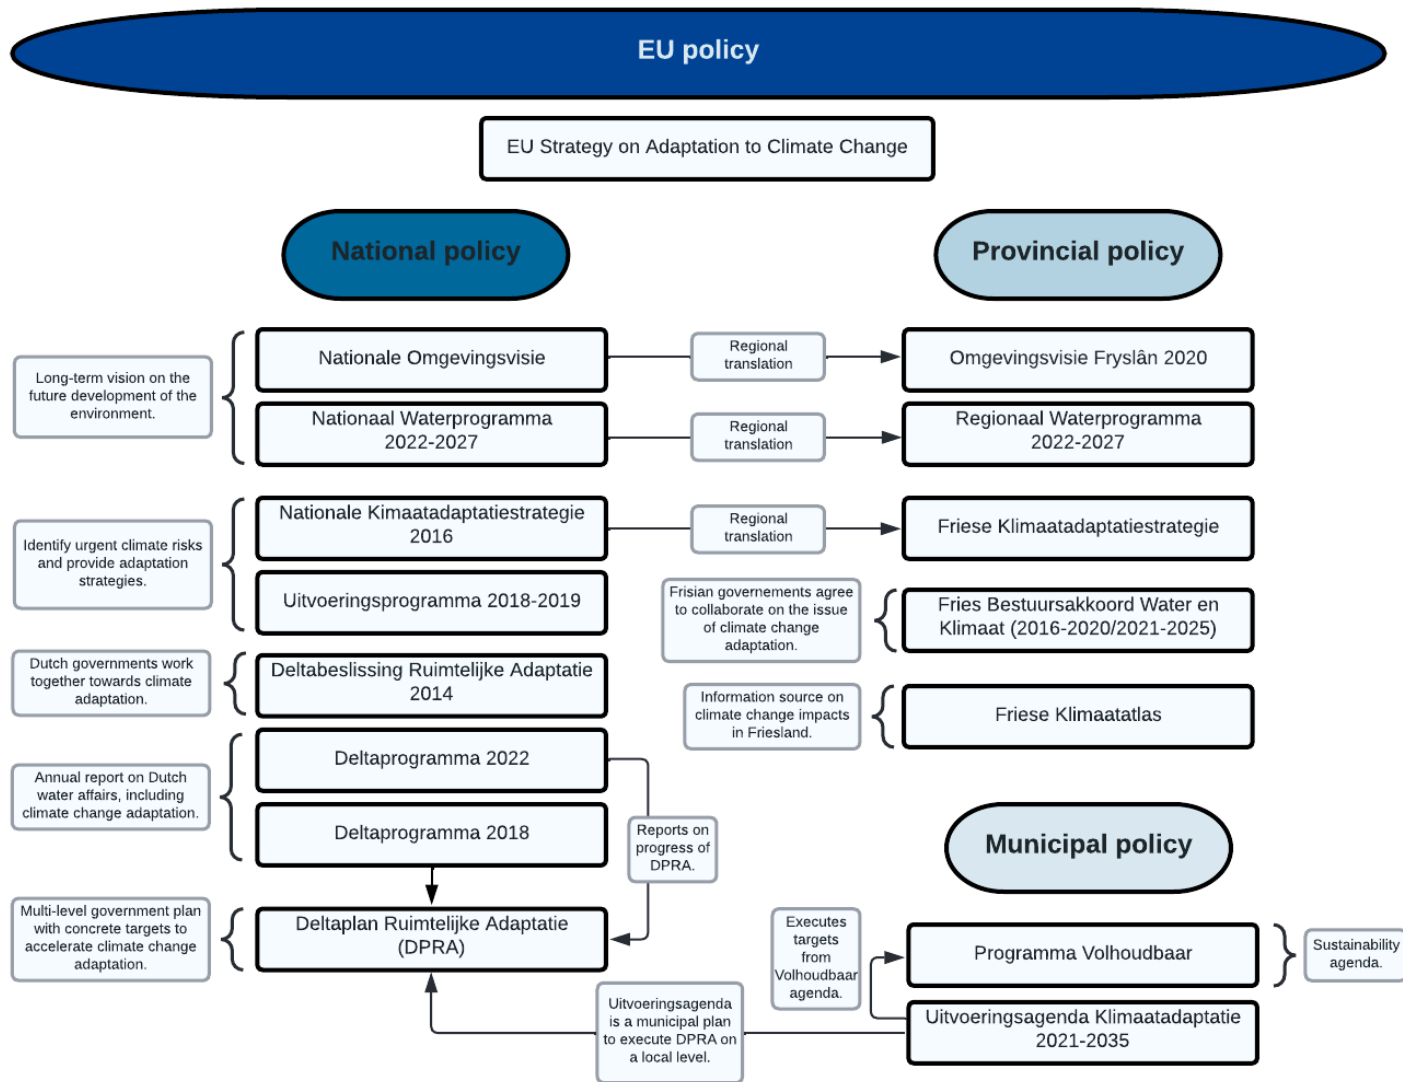 EU policy
EU Strategy on Adaptation to Climate Change
National policy
Provincial policy
Long-term vision on the
future development of the
environment.
Nationale Omgevingsvisie
Regional
translation
Omgevingsvisie Fryslân 2020
Nationaal Waterprogramma
2022-2027
Regional
translation
Regionaal Waterprogramma
2022-2027
Identify urgent climate risks
and provide adaptation
strategies.
Nationale Kimaatadaptatiestrategie
2016
Regional
translation
Friese Klimaatadaptatiestrategie
Uitvoeringsprogramma 2018-2019
Frisian governements agree
to collaborate on the issue
of climate change
adaptation.
Fries Bestuursakkoord Water en
Klimaat (2016-2020/2021-2025)
Dutch governments work
together towards climate
adaptation.
Deltabeslissing Ruimtelijke Adaptatie
2014
Information source on
climate change impacts
in Friesland.
Friese Klimaatatlas
Annual report on Dutch
water affairs, including
climate change adaptation.
Deltaprogramma 2022
Deltaprogramma 2018
Reports on
progress of
DPRA.
Municipal policy
Multi-level government plan
with concrete targets to
accelerate climate change
adaptation.
Deltaplan Ruimtelijke Adaptatie
(DPRA)
Executes
targets
from
Volhoudbaar
agenda.
Programma Volhoudbaar
Sustainability
agenda.
Uitvoeringsagenda
is a municipal plan
to execute DPRA on
a local level.
Uitvoeringsagenda Klimaatadaptatie
2021-2035